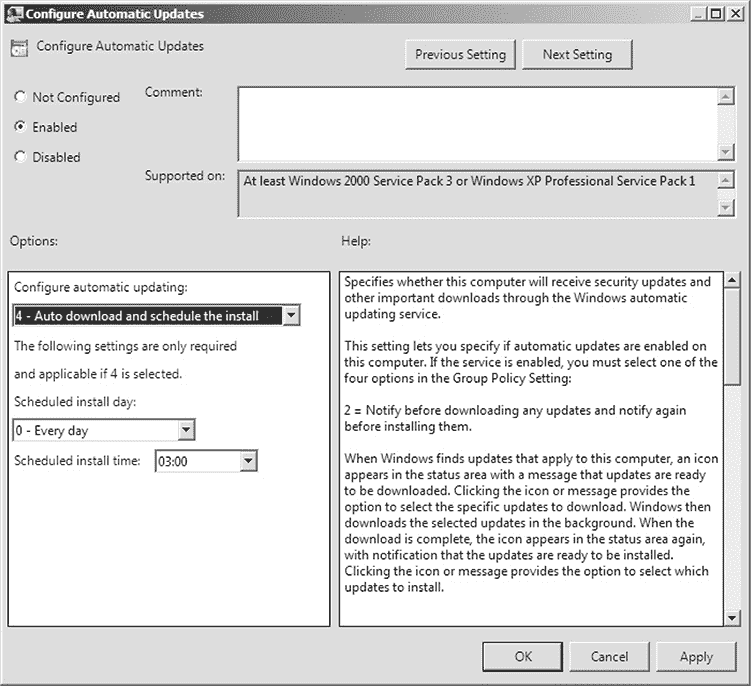 Configure Automatic Updates
Configure Automatic Updates
Previous Setting
Next Setting
Not Configured
Comment:
Enabled
Disabled
Supported on:
At least Windows 2000 Service Pack 3 or Windows XP Professional Service Pack 1
Options:
Help:
Configure automatic updating:
4 - Auto download and schedule the install
The following settings are only required
and applicable if 4 is selected.
Scheduled install day:
0 - Every day
Scheduled install time:
03:00
Specifies whether this computer will receive security updates and
other important downloads through the Windows automatic
updating service.
This setting lets you specify if automatic updates are enabled on
this computer. If the service is enabled, you must select one of the
four options in the Group Policy Setting:
2 = Notify before downloading any updates and notify again
before installing them.
When Windows finds updates that apply to this computer, an icon
appears in the status area with a message that updates are ready
to be downloaded. Clicking the icon or message provides the
option to select the specific updates to download. Windows then
downloads the selected updates in the background. When the
download is complete, the icon appears in the status area again,
with notification that the updates are ready to be installed.
Clicking the icon or message provides the option to select which
updates to install.
OK
Cancel
Apply